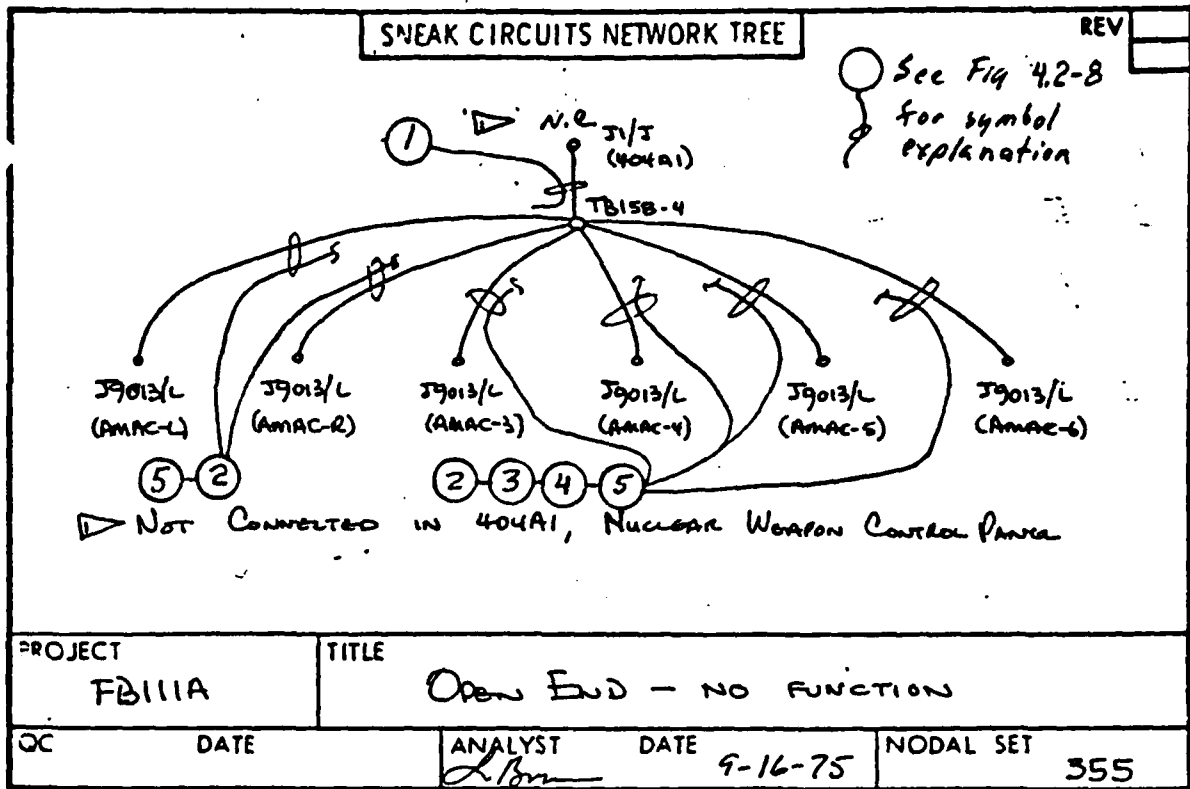 SNEAK CIRCUITS NETWORK TREE
REV
See Fig 4.2-8
for symbol
explanation
1
1 N.C.
J1/J
(404A1)
TB15B-4
J9013/L J9013/L J9013/L J9013/L J9013/L J9013/L
(AMAC-L) (AMAC-R) (AMAC-3) (AMAC-4) (AMAC-5) (AMAC-6)
5 2 2 3 4 5
1 NOT CONNECTED IN 404A1, NUCLEAR WEAPON CONTROL PANEL
PROJECT
FB111A
TITLE
OPEN END - NO FUNCTION
QC DATE
ANALYST DATE
9-16-75
NODAL SET
355